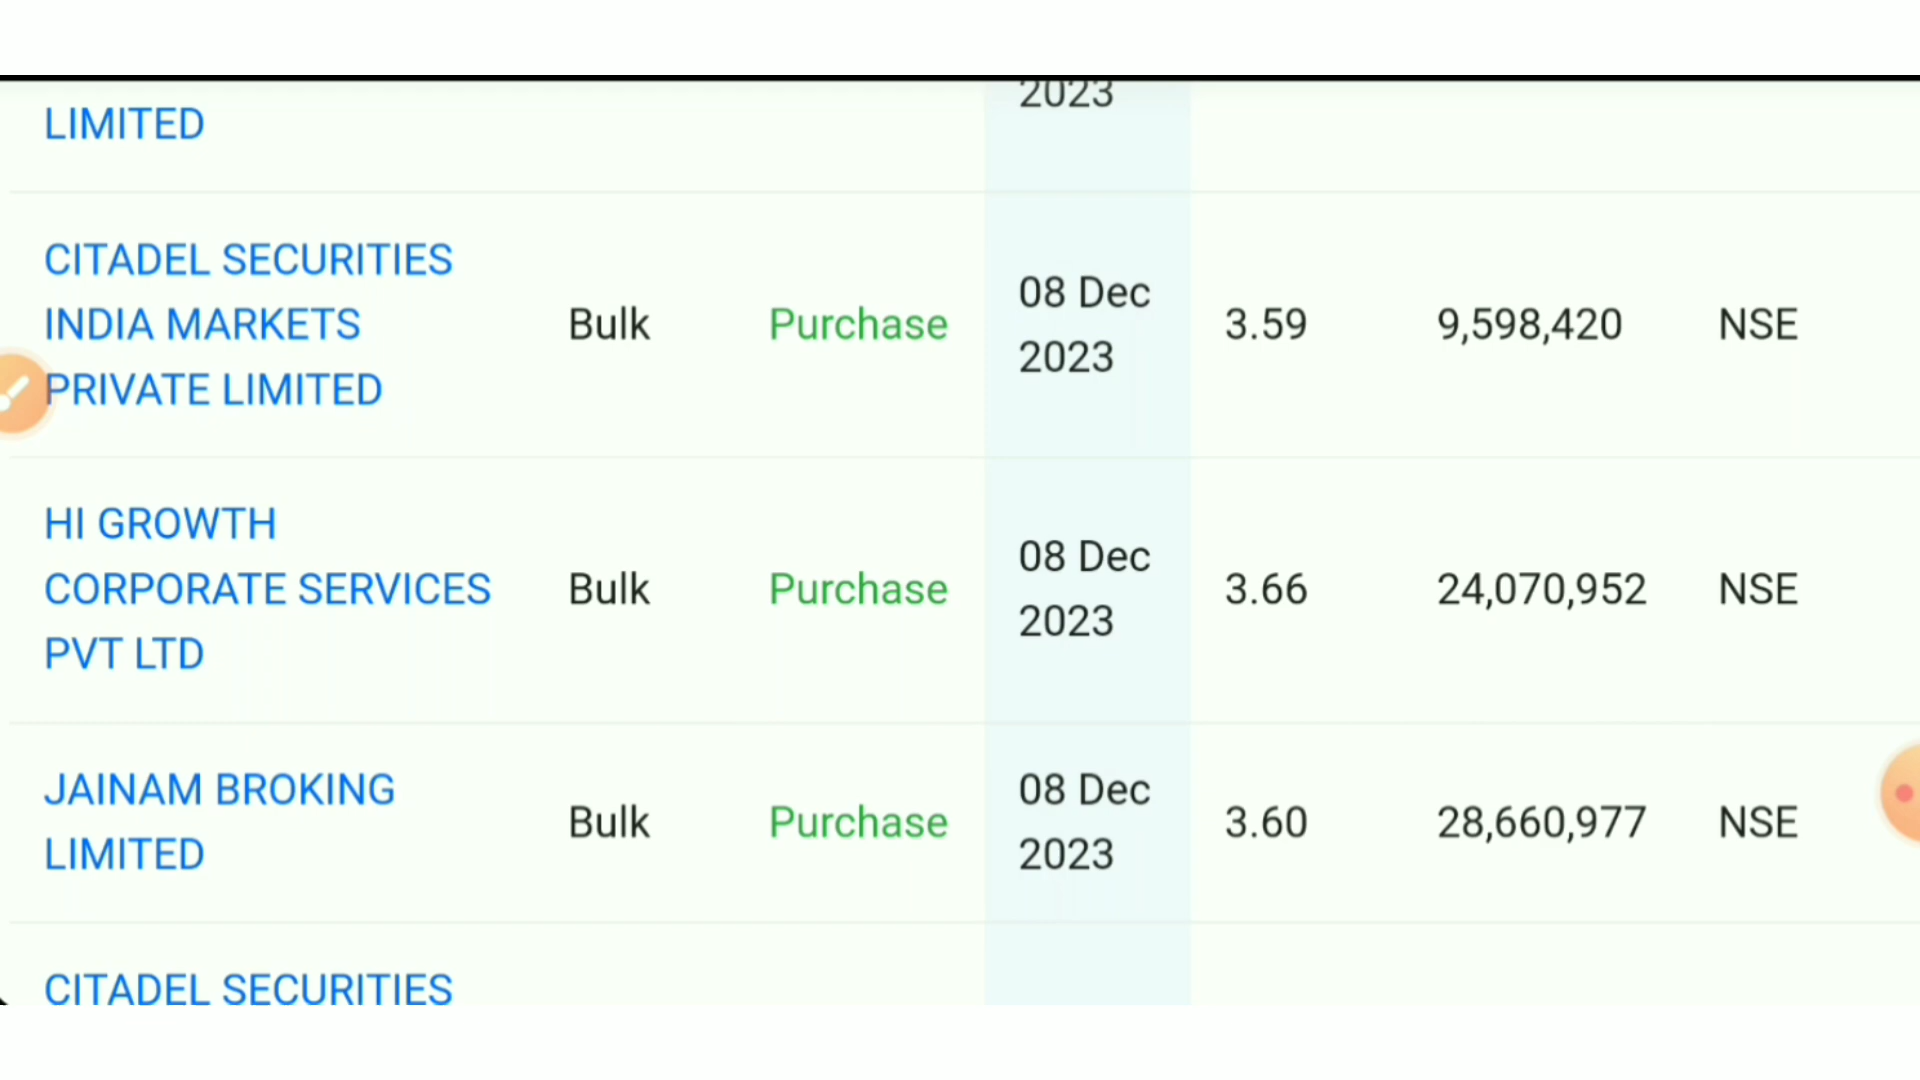 2023
LIMITED
CITADEL SECURITIES
INDIA MARKETS
PRIVATE LIMITED
Bulk
Purchase
08 Dec
2023
3.59
9,598,420
NSE
HI GROWTH
CORPORATE SERVICES
PVT LTD
Bulk
Purchase
08 Dec
2023
3.66
24,070,952
NSE
JAINAM BROKING
LIMITED
Bulk
Purchase
08 Dec
2023
3.60
28,660,977
NSE
CITADEL SECURITIES